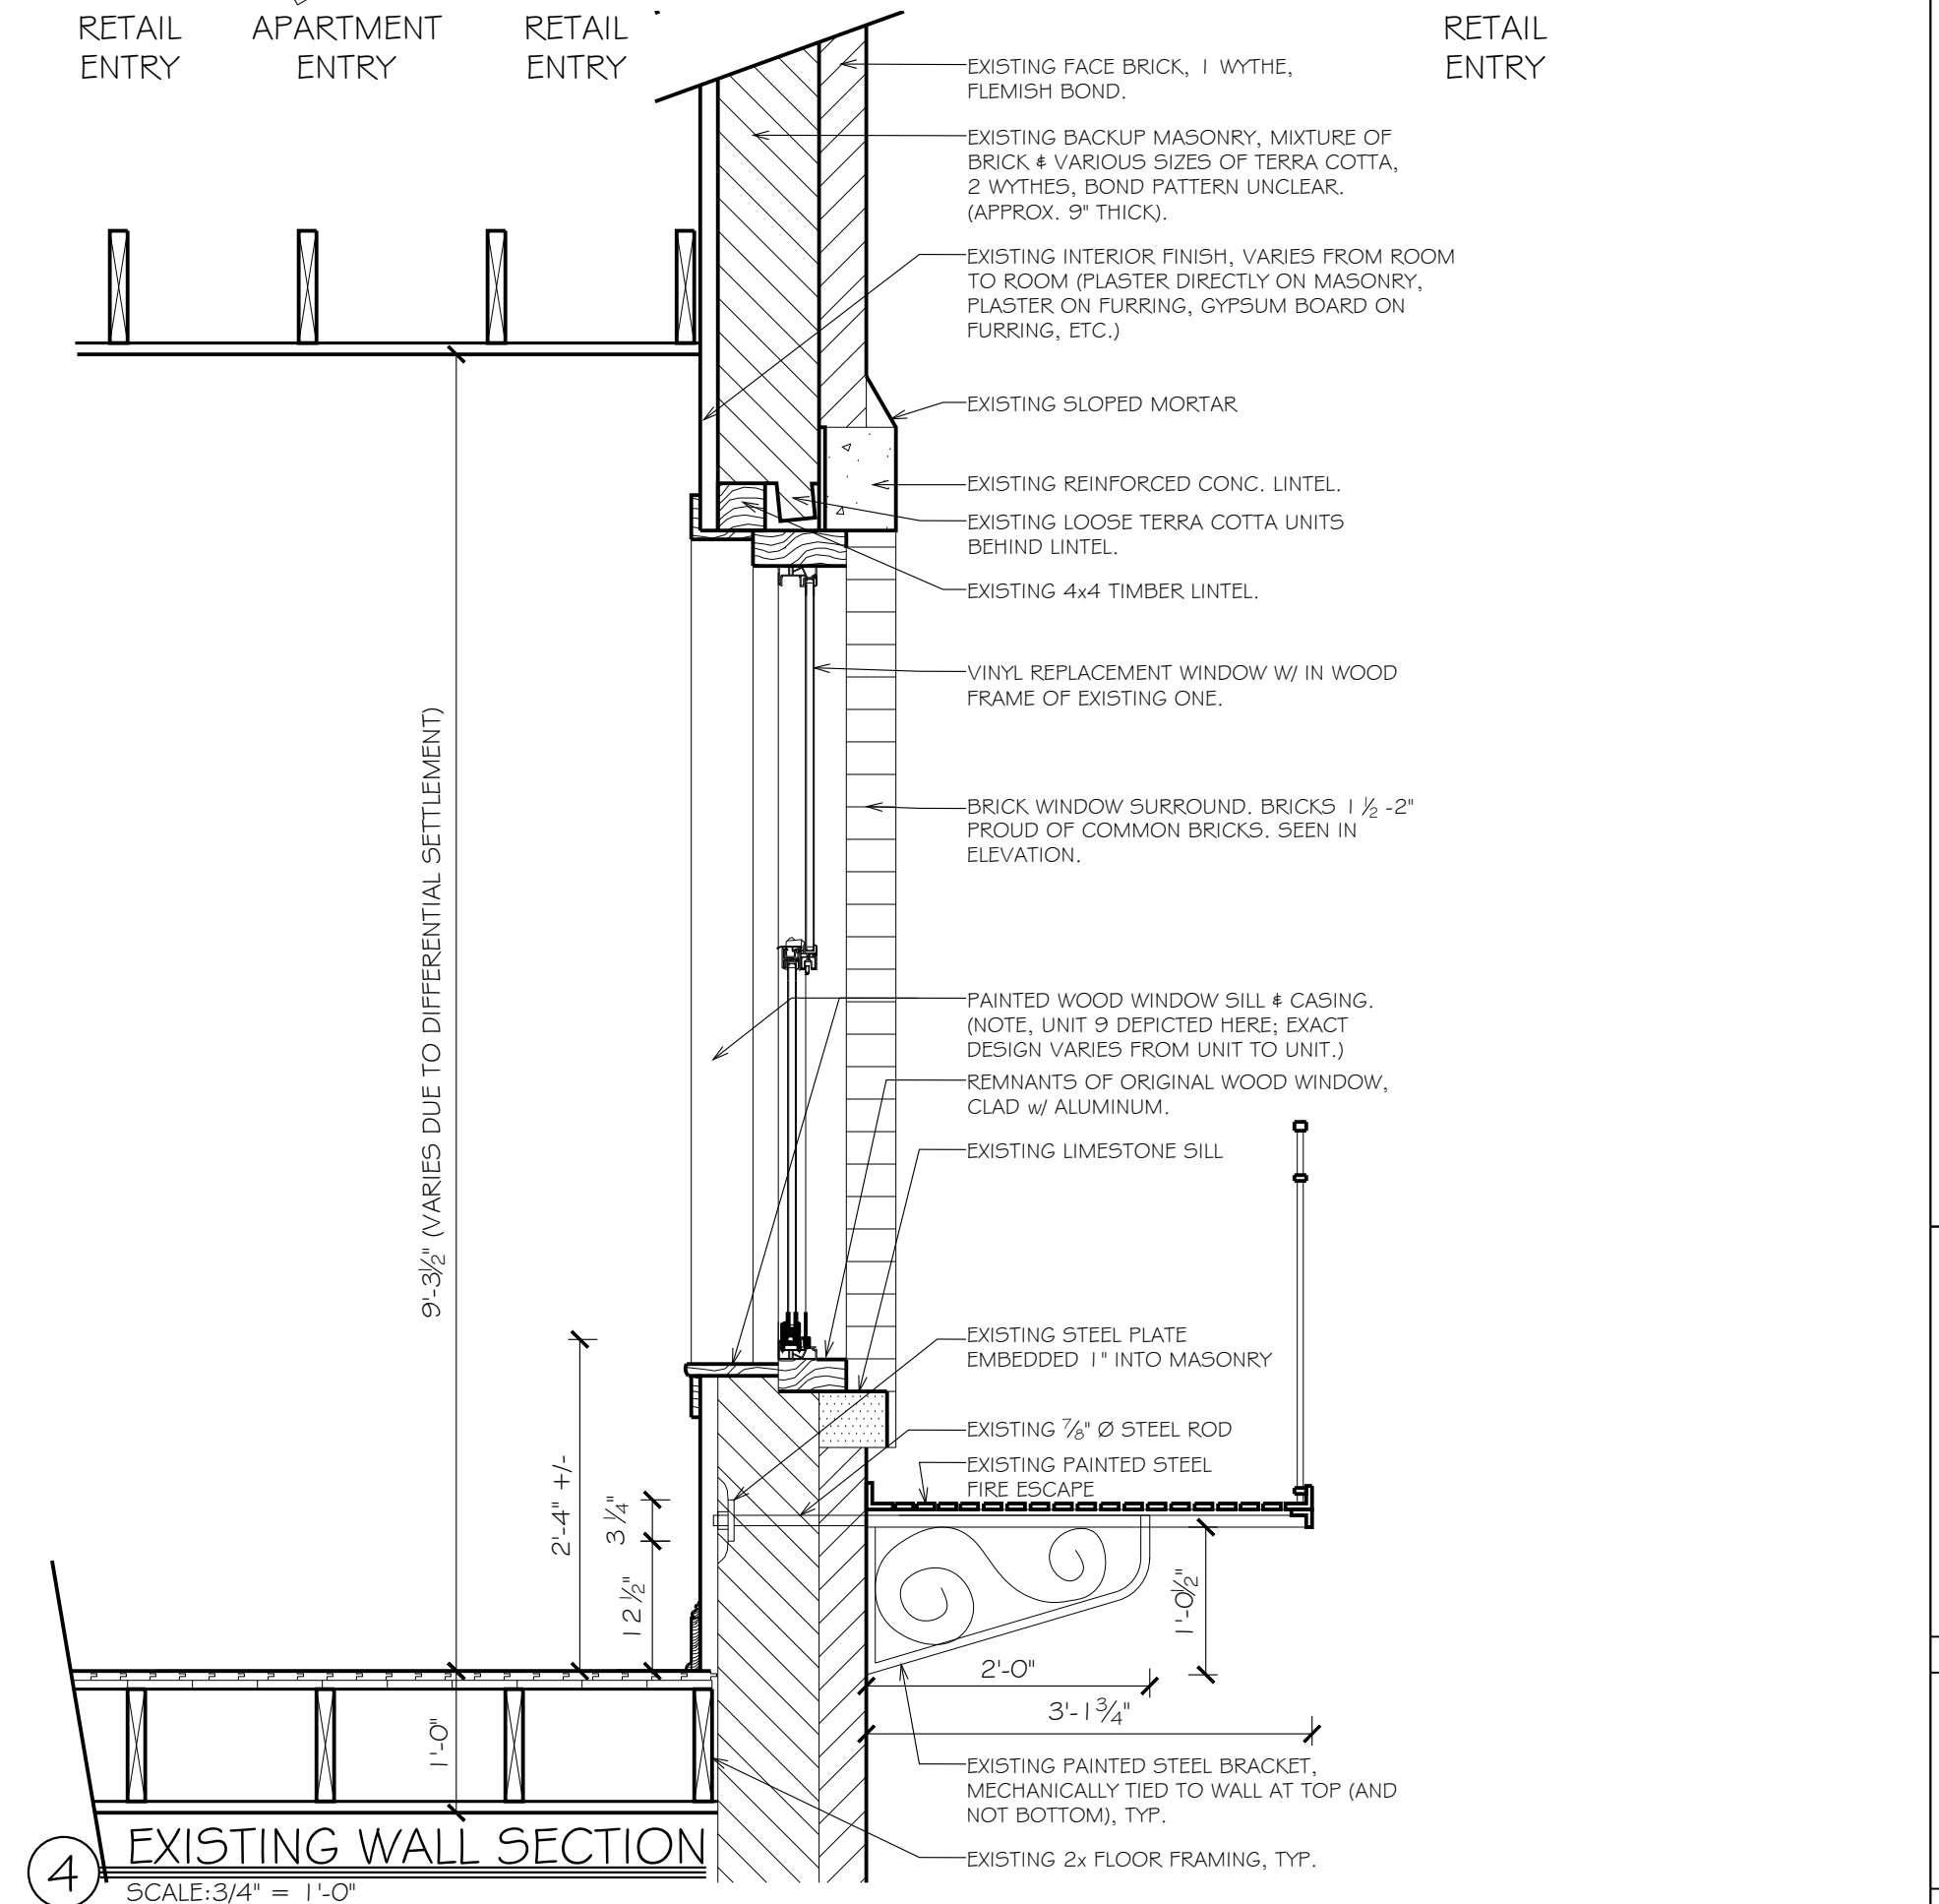 RETAIL
ENTRY
APARTMENT
ENTRY
RETAIL
ENTRY
RETAIL
ENTRY
EXISTING FACE BRICK, 1 WYTHE,
FLEMISH BOND.
EXISTING BACKUP MASONRY, MIXTURE OF
BRICK & VARIOUS SIZES OF TERRA COTTA,
2 WYTHES, BOND PATTERN UNCLEAR.
(APPROX. 9" THICK).
EXISTING INTERIOR FINISH, VARIES FROM ROOM
TO ROOM (PLASTER DIRECTLY ON MASONRY,
PLASTER ON FURRING, GYPSUM BOARD ON
FURRING, ETC.)
EXISTING SLOPED MORTAR
EXISTING REINFORCED CONC. LINTEL.
EXISTING LOOSE TERRA COTTA UNITS
BEHIND LINTEL.
EXISTING 4x4 TIMBER LINTEL.
VINYL REPLACEMENT WINDOW W/ IN WOOD
FRAME OF EXISTING ONE.
BRICK WINDOW SURROUND. BRICKS 1 ½ -2"
PROUD OF COMMON BRICKS. SEEN IN
ELEVATION.
PAINTED WOOD WINDOW SILL & CASING.
(NOTE, UNIT 9 DEPICTED HERE; EXACT
DESIGN VARIES FROM UNIT TO UNIT.)
REMNANTS OF ORIGINAL WOOD WINDOW,
CLAD w/ ALUMINUM.
EXISTING LIMESTONE SILL
EXISTING STEEL PLATE
EMBEDDED 1" INTO MASONRY
EXISTING ⅞" Ø STEEL ROD
EXISTING PAINTED STEEL
FIRE ESCAPE
9'-3½" (VARIES DUE TO DIFFERENTIAL SETTLEMENT)
2'-4" +/-
3 ¼"
12 ½"
1'-0"
1'-0½"
2'-0"
3'-1¾"
EXISTING PAINTED STEEL BRACKET,
MECHANICALLY TIED TO WALL AT TOP (AND
NOT BOTTOM), TYP.
EXISTING 2x FLOOR FRAMING, TYP.
4
EXISTING WALL SECTION
SCALE:3/4" = 1'-0"